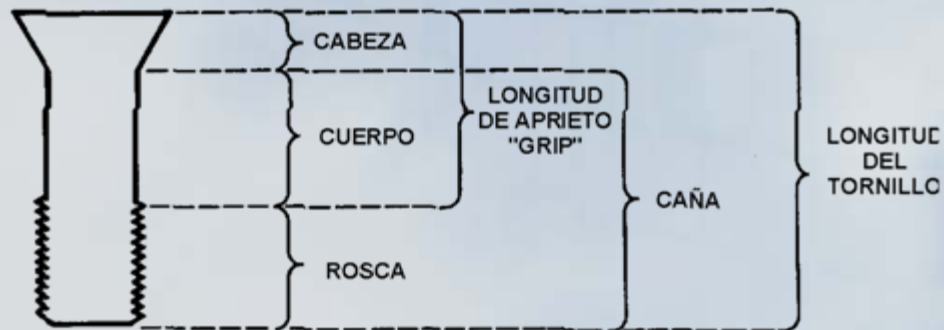 CABEZA
CUERPO
ROSCA
LONGITUD
DE APRIETO
"GRIP"
CAÑA
LONGITUD
DEL
TORNILLO